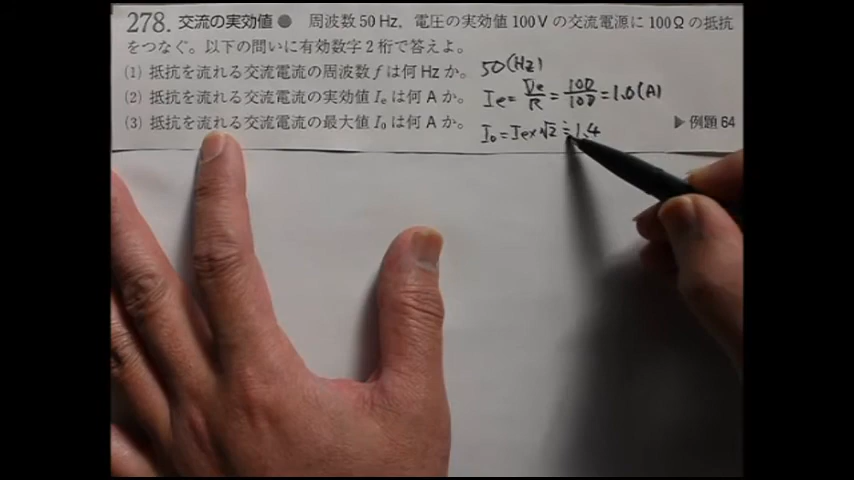 278. 交流の実効値 ● 周波数 50 Hz, 電圧の実効値 100 V の交流電源に 100 Ω の抵抗
をつなぐ。以下の問いに有効数字 2 桁で答えよ。
(1) 抵抗を流れる交流電流の周波数 f は何 Hz か。 50(Hz)
(2) 抵抗を流れる交流電流の実効値 Ie は何 A か。 Ie = Ve/R = 100/100 = 1.0(A)
(3) 抵抗を流れる交流電流の最大値 I0 は何 A か。 I0 = Ie×√2 ≒ 1.4
▶ 例題 64